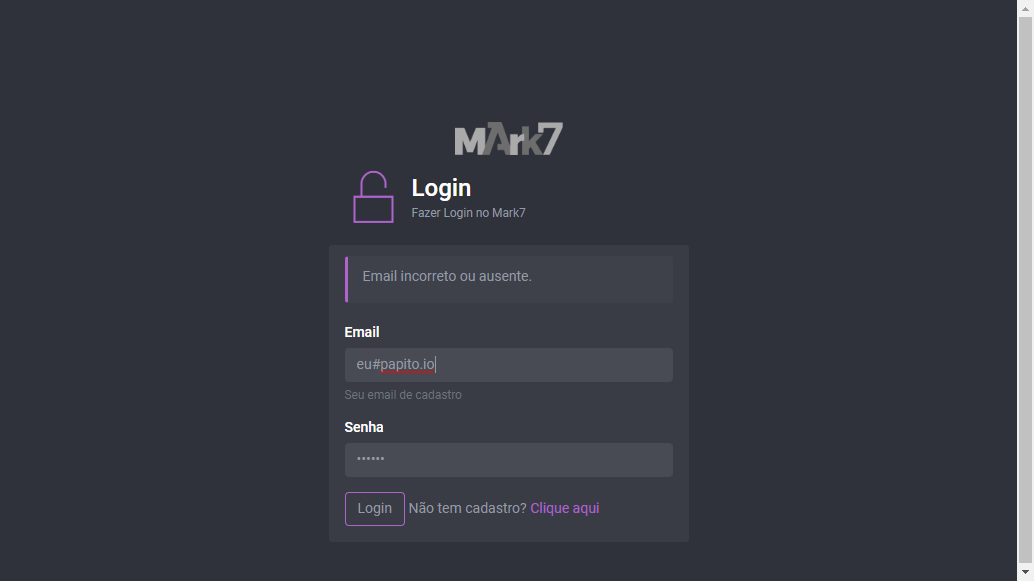 MArk7
Login
Fazer Login no Mark7
Email incorreto ou ausente.
Email
eu#papito.io
Seu email de cadastro
Senha
••••••
Login Não tem cadastro? Clique aqui